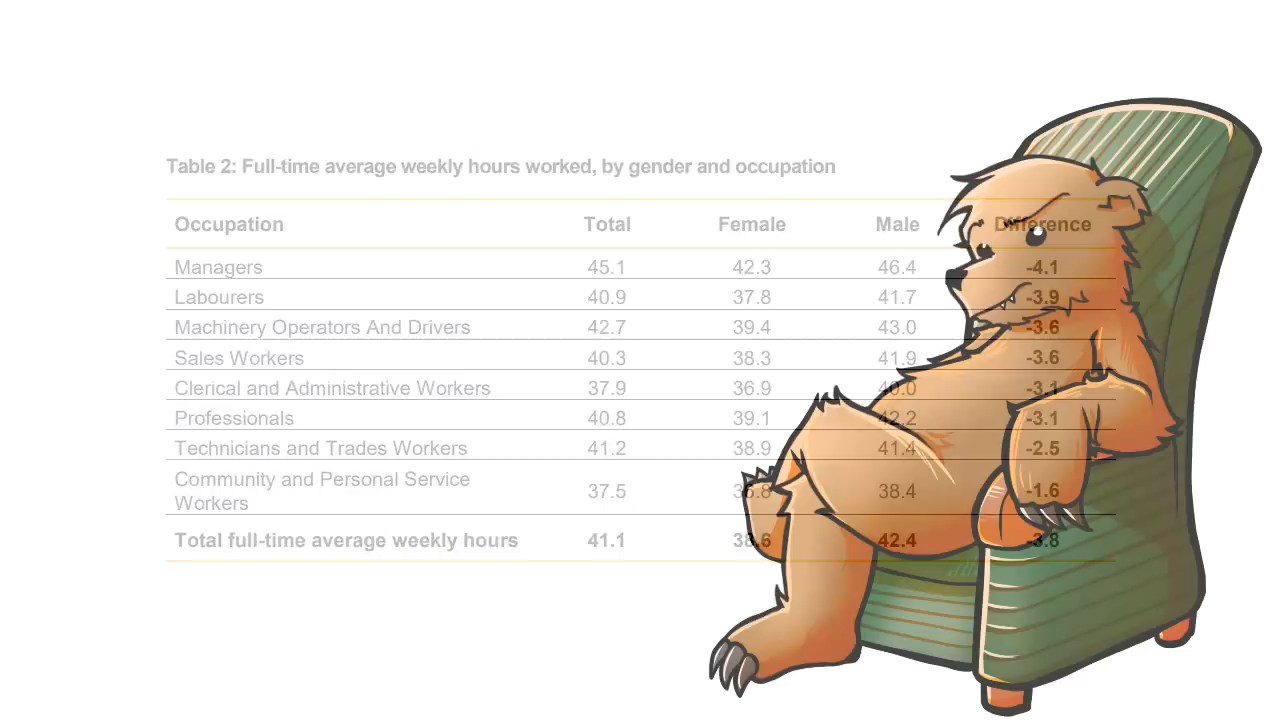 Table 2: Full-time average weekly hours worked, by gender and occupation
Occupation Total Female Male Difference
Managers 45.1 42.3 46.4 -4.1
Labourers 40.9 37.8 41.7 -3.9
Machinery Operators And Drivers 42.7 39.4 43.0 -3.6
Sales Workers 40.3 38.3 41.9 -3.6
Clerical and Administrative Workers 37.9 36.9 40.0 -3.1
Professionals 40.8 39.1 42.2 -3.1
Technicians and Trades Workers 41.2 38.9 41.4 -2.5
Community and Personal Service
Workers 37.5 36.8 38.4 -1.6
Total full-time average weekly hours 41.1 38.6 42.4 -3.8